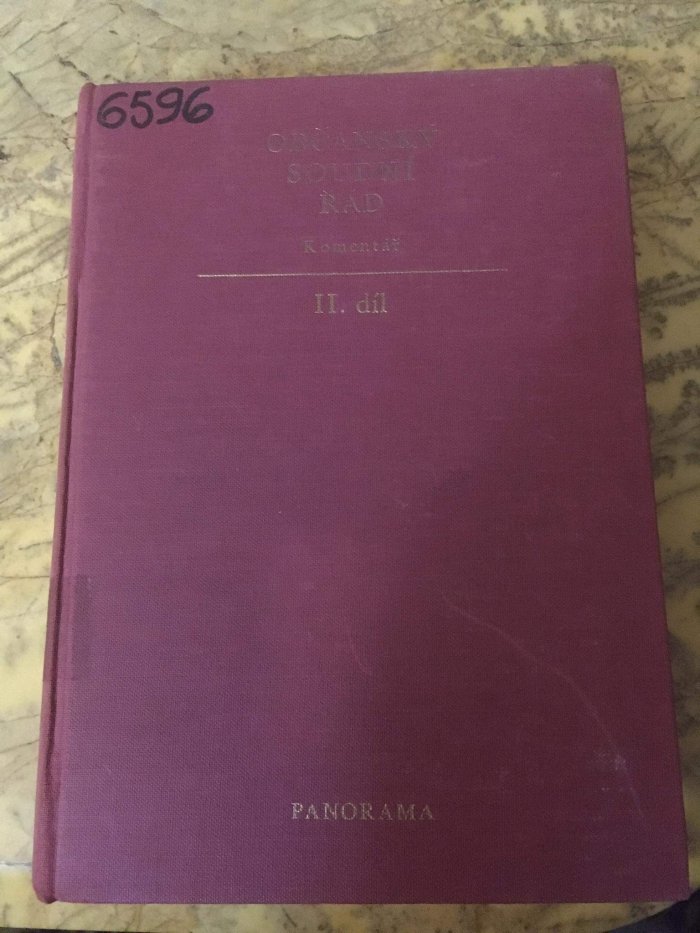 6596
OBČANSKÝ
SOUDNÍ
ŘÁD
Komentář
II. díl
PANORAMA